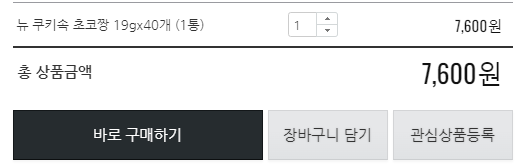 뉴 쿠키속 초코짱 19gx40개 (1통) 1 7,600원
총 상품금액 7,600원
바로 구매하기 장바구니 담기 관심상품등록